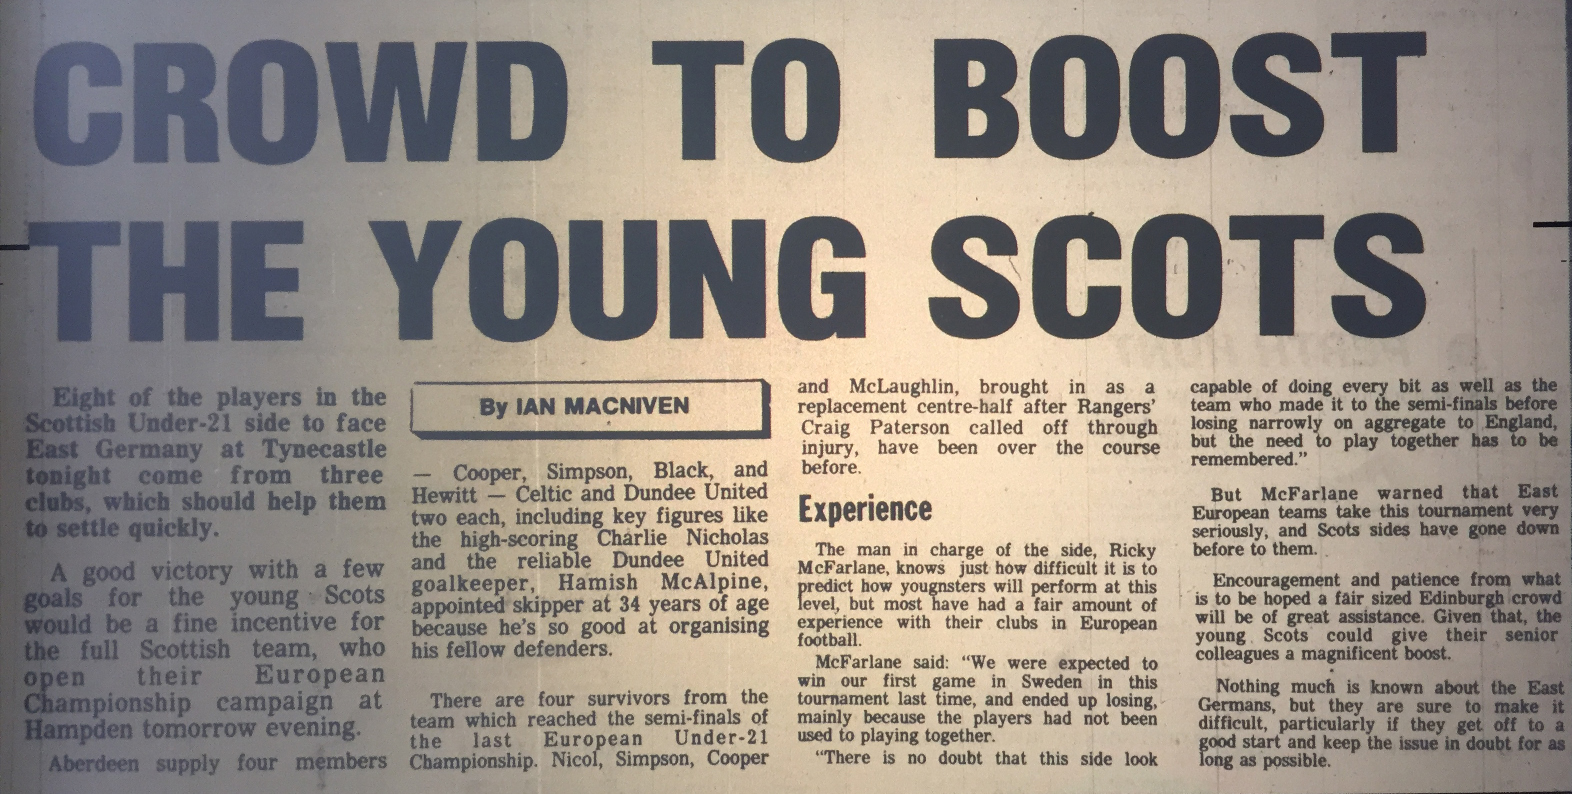 CROWD TO BOOST
THE YOUNG SCOTS
Eight of the players in the
Scottish Under-21 side to face
East Germany at Tynecastle
tonight come from three
clubs, which should help them
to settle quickly.
A good victory with a few
goals for the young Scots
would be a fine incentive for
the full Scottish team, who
open their European
Championship campaign at
Hampden tomorrow evening.
Aberdeen supply four members
By IAN MACNIVEN
— Cooper, Simpson, Black, and
Hewitt — Celtic and Dundee United
two each, including key figures like
the high-scoring Charlie Nicholas
and the reliable Dundee United
goalkeeper, Hamish McAlpine,
appointed skipper at 34 years of age
because he's so good at organising
his fellow defenders.
There are four survivors from the
team which reached the semi-finals of
the last European Under-21
Championship. Nicol, Simpson, Cooper
and McLaughlin, brought in as a
replacement centre-half after Rangers'
Craig Paterson called off through
injury, have been over the course
before.
Experience
The man in charge of the side, Ricky
McFarlane, knows just how difficult it is to
predict how yougnsters will perform at this
level, but most have had a fair amount of
experience with their clubs in European
football.
McFarlane said: “We were expected to
win our first game in Sweden in this
tournament last time, and ended up losing,
mainly because the players had not been
used to playing together.
“There is no doubt that this side look
capable of doing every bit as well as the
team who made it to the semi-finals before
losing narrowly on aggregate to England,
but the need to play together has to be
remembered.”
But McFarlane warned that East
European teams take this tournament very
seriously, and Scots sides have gone down
before to them.
Encouragement and patience from what
is to be hoped a fair sized Edinburgh crowd
will be of great assistance. Given that, the
young Scots could give their senior
colleagues a magnificent boost.
Nothing much is known about the East
Germans, but they are sure to make it
difficult, particularly if they get off to a
good start and keep the issue in doubt for as
long as possible.